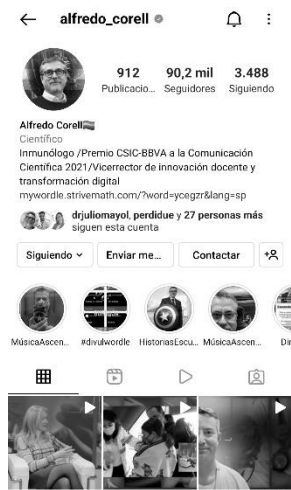 alfredo_corell
912 90,2 mil 3.488
Publicacio... Seguidores Siguiendo
Alfredo Corell
Científico
Inmunólogo /Premio CSIC-BBVA a la Comunicación
Científica 2021/Vicerrector de innovación docente y
transformación digital
mywordle.strivemath.com/?word=ycegzr&lang=sp
drjuliomayol, perdidue y 27 personas más
siguen esta cuenta
Siguiendo Enviar me... Contactar
MúsicaAscen... #divulwordle HistoriasEscu... MúsicaAscen... Di